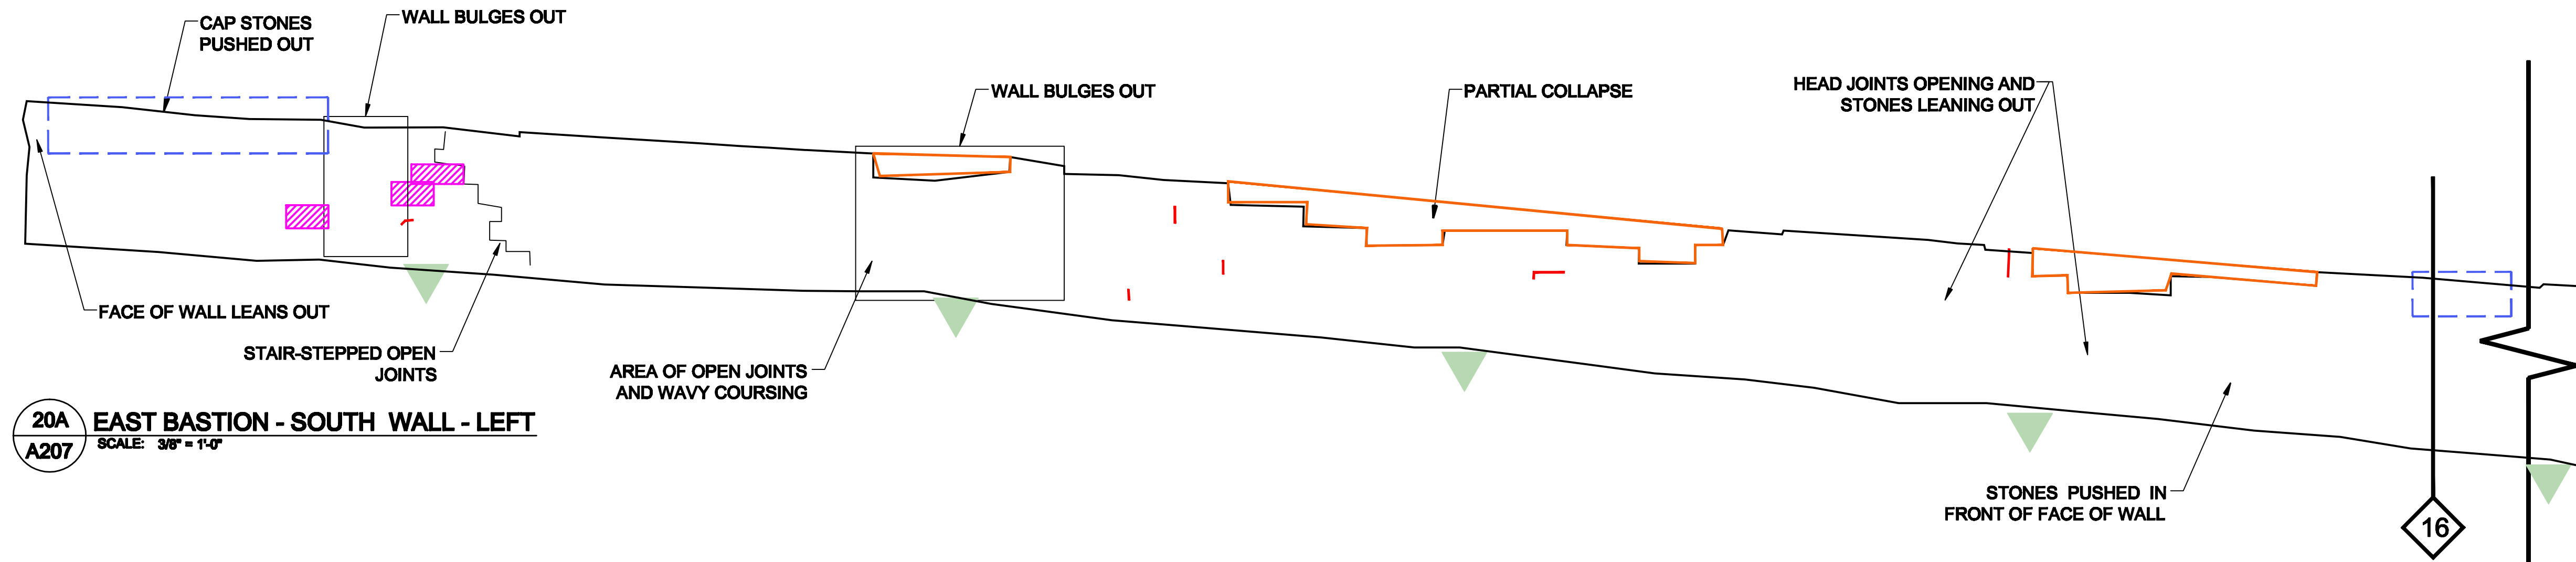 CAP STONES
PUSHED OUT
WALL BULGES OUT
WALL BULGES OUT
PARTIAL COLLAPSE
HEAD JOINTS OPENING AND
STONES LEANING OUT
FACE OF WALL LEANS OUT
STAIR-STEPPED OPEN
JOINTS
AREA OF OPEN JOINTS
AND WAVY COURSING
STONES PUSHED IN
FRONT OF FACE OF WALL
16
20A
A207
EAST BASTION - SOUTH WALL - LEFT
SCALE: 3/8" = 1'-0"